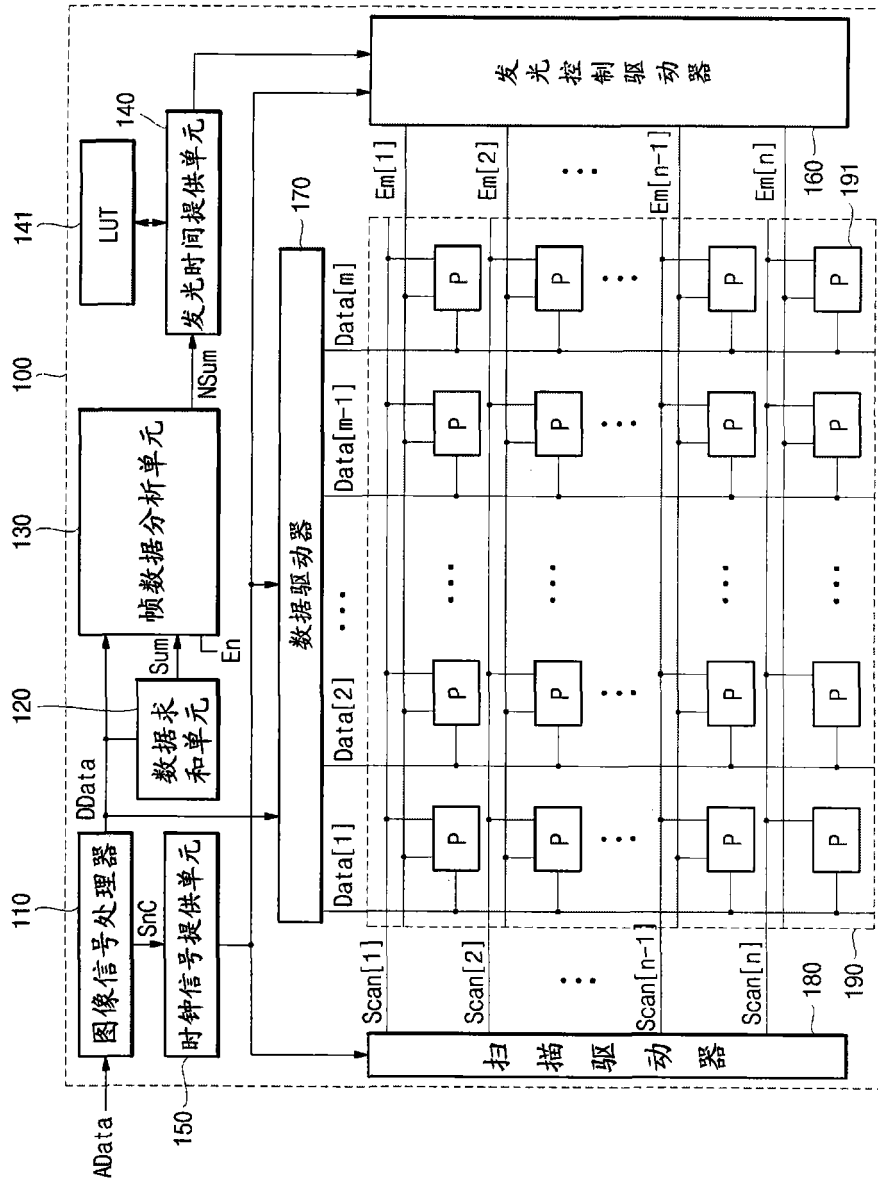 100
110
120
130
140
141
AData
图像信号处理器
DData
数据求
和单元
Sum
帧数据分析单元
En
NSum
发光时间提供单元
LUT
SnC
时钟信号提供单元
150
数据驱动器
170
Data[1]
Data[2]
...
Data[m-1]
Data[m]
扫描驱动器
180
Scan[1]
Scan[2]
...
Scan[n-1]
Scan[n]
发光控制驱动器
160
Em[1]
Em[2]
...
Em[n-1]
Em[n]
P P ... P P
P P ... P P
... ... ... ... ...
P P ... P P
P P ... P P
190
191